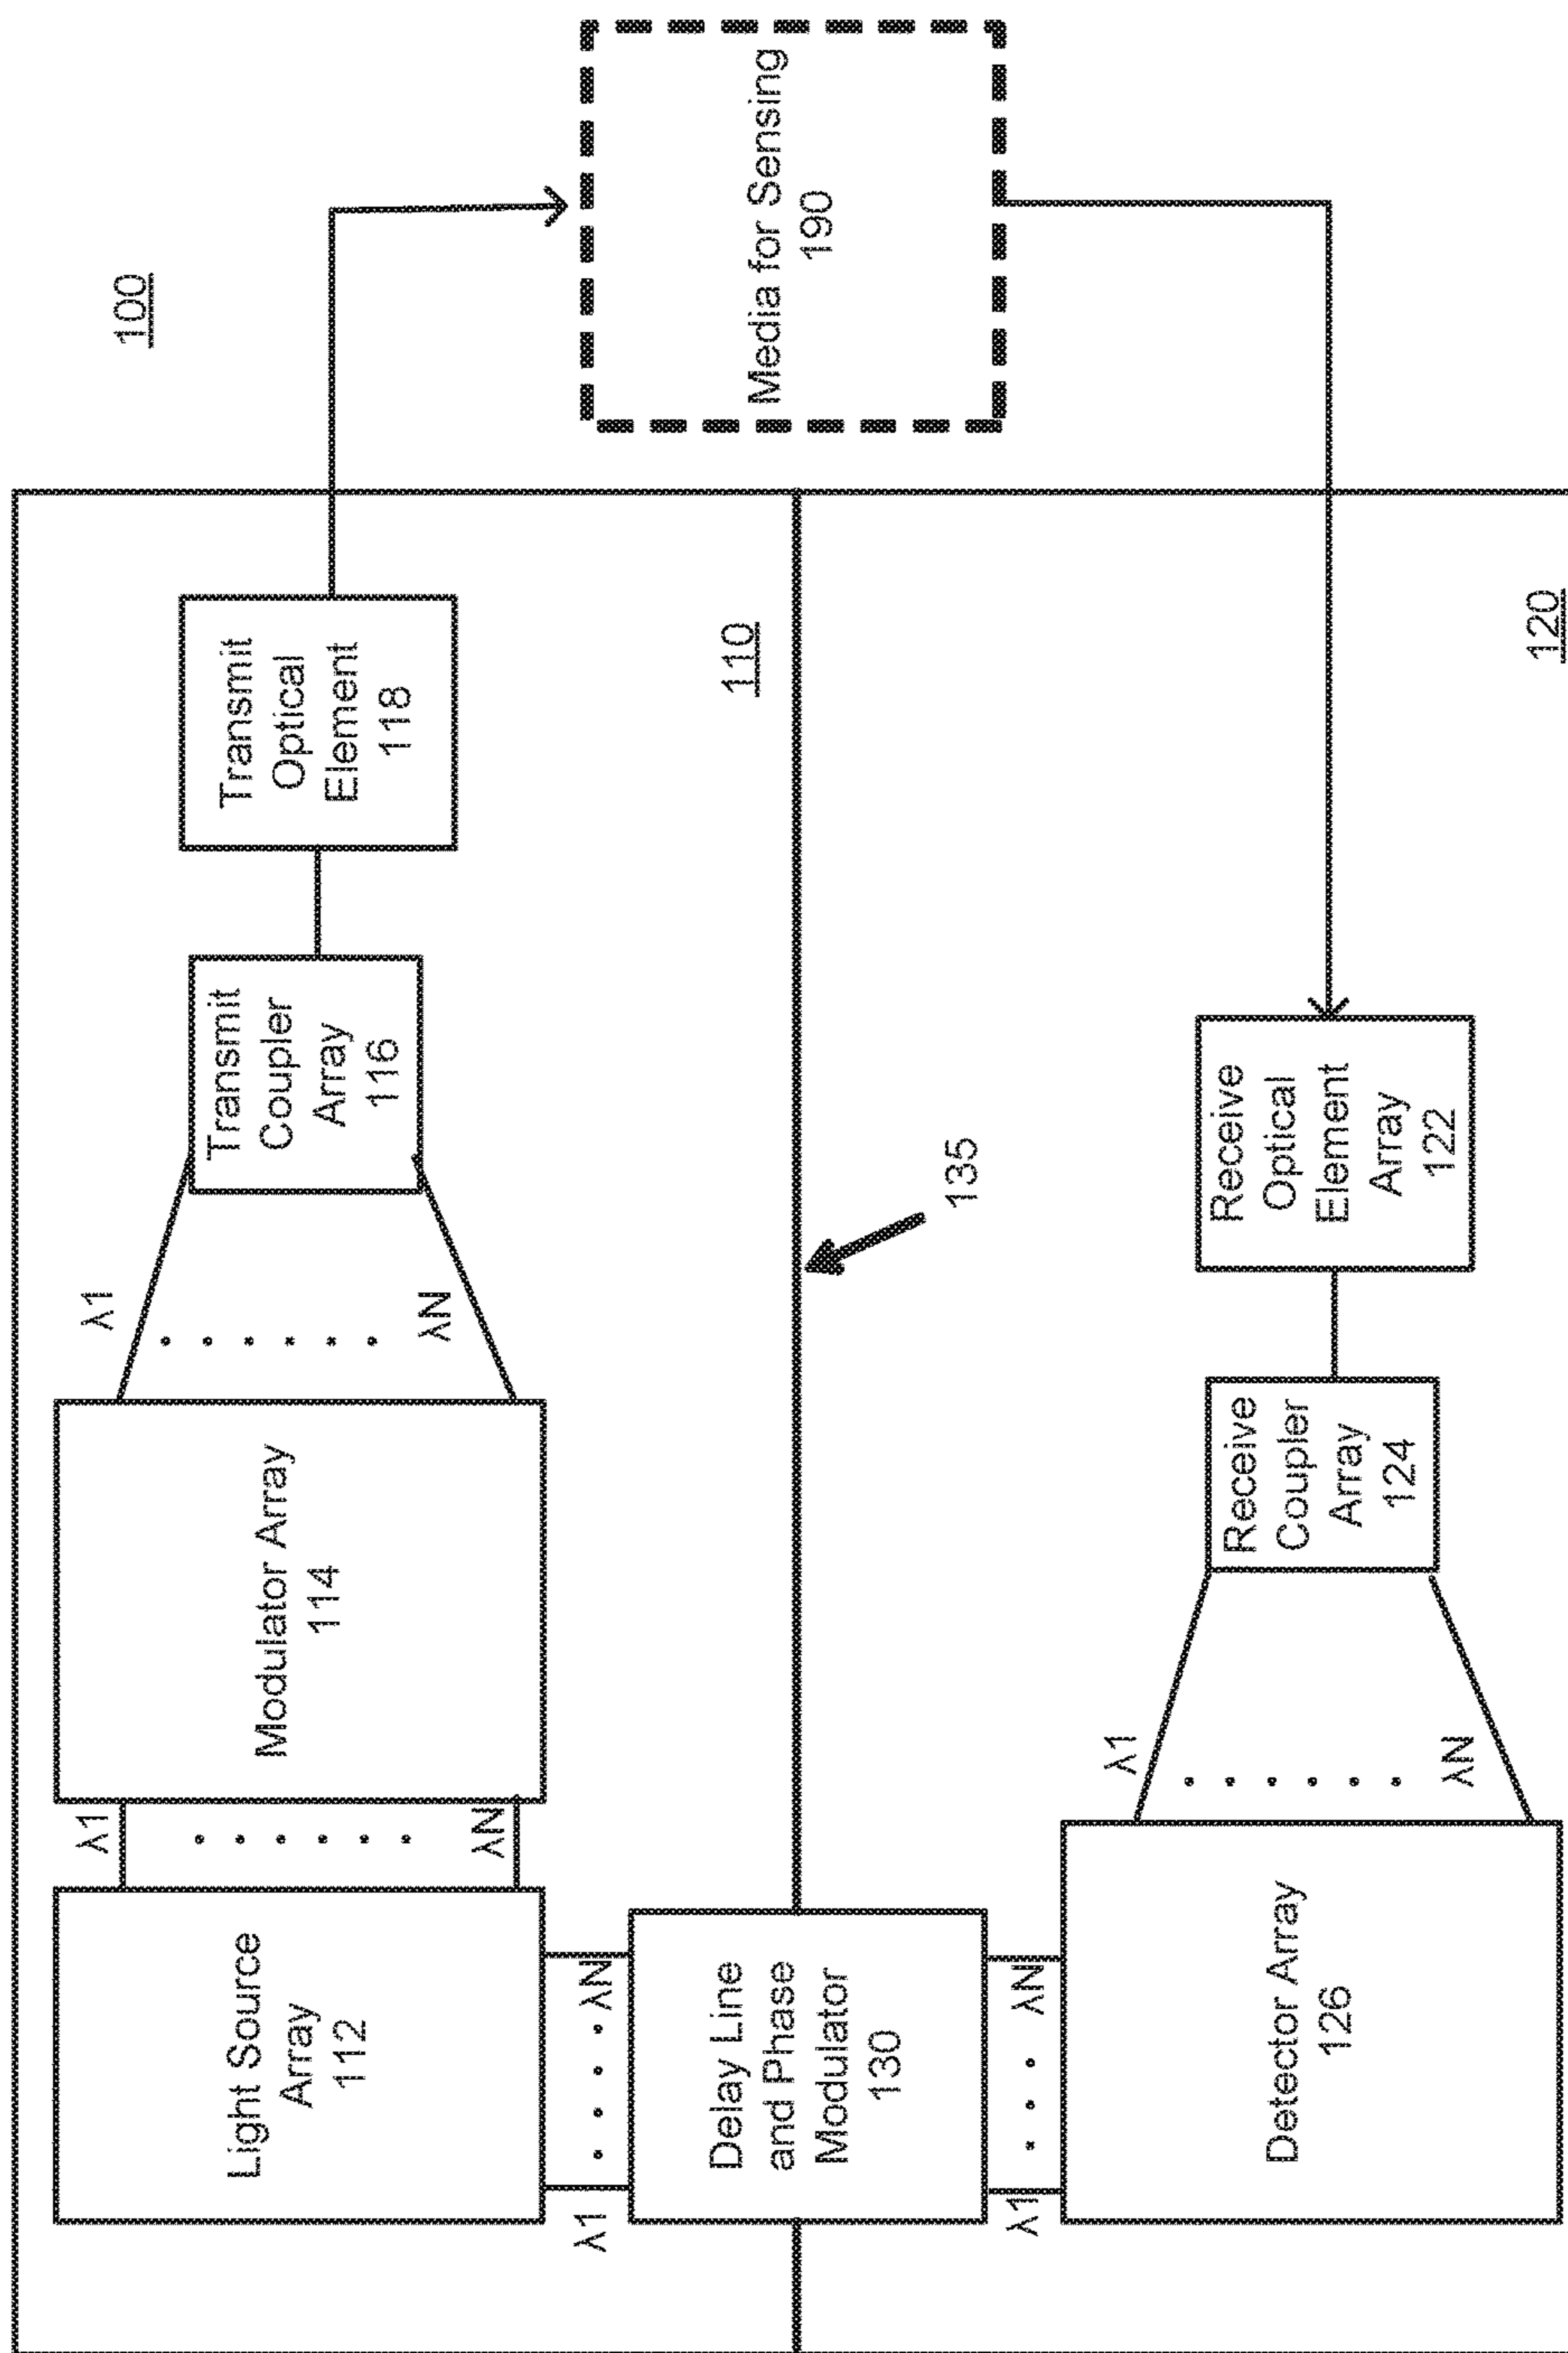 100
Light Source
Array
112
λ1
λN
Modulator Array
114
λ1
λN
Transmit
Coupler
Array
116
Transmit
Optical
Element
118
Media for Sensing
190
110
λ1
λN
Delay Line
and Phase
Modulator
130
135
λ1
λN
Detector Array
126
λ1
λN
Receive
Coupler
Array
124
Receive
Optical
Element
Array
122
120